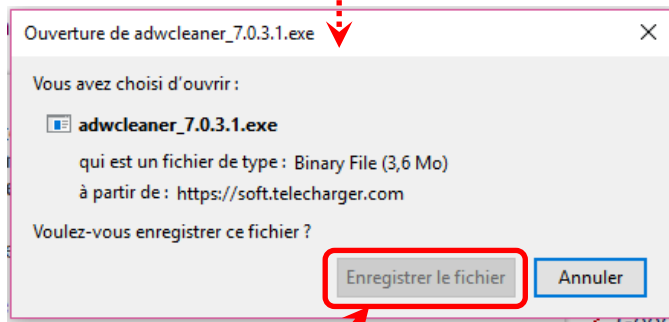 Ouverture de adwcleaner_7.0.3.1.exe
Vous avez choisi d'ouvrir :
adwcleaner_7.0.3.1.exe
qui est un fichier de type : Binary File (3,6 Mo)
à partir de : https://soft.telecharger.com
Voulez-vous enregistrer ce fichier ?
Enregistrer le fichier Annuler